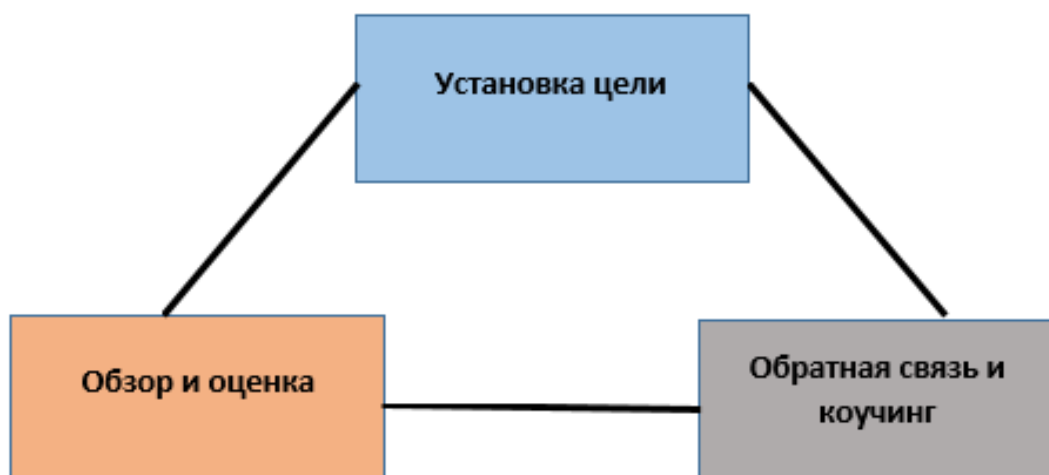 Установка цели
Обзор и оценка
Обратная связь и
коучинг